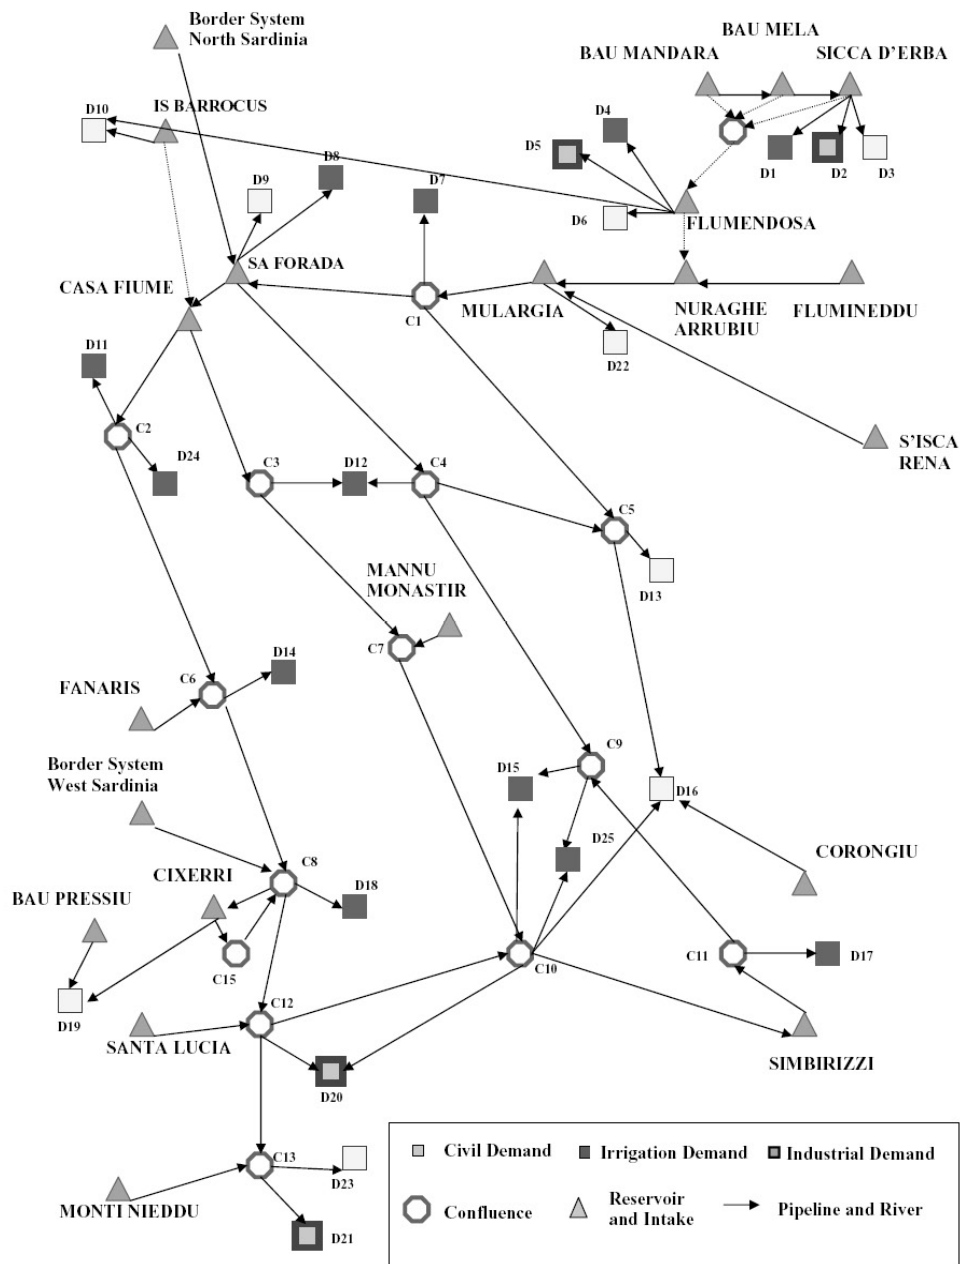 Border System
North Sardinia
BAU MELA
BAU MANDARA
SICCA D'ERBA
D10
IS BARROCUS
D4
D5
D8
D9
D7
D1
D2
D3
D6
FLUMENDOSA
SA FORADA
CASA FIUME
C1
MULARGIA
NURAGHE
ARRUBIU
FLUMINEDDU
D11
D22
C2
D24
C3
D12
C4
C5
S'ISCA
RENA
MANNU
MONASTIR
D13
C7
D14
C6
FANARIS
Border System
West Sardinia
C9
D15
D16
D25
CORONGIU
C8
CIXERRI
D18
BAU PRESSIU
C15
C10
C11
D17
D19
C12
SANTA LUCIA
SIMBIRIZZI
D20
C13
D23
MONTI NIEDDU
D21
Civil Demand
Irrigation Demand
Industrial Demand
Confluence
Reservoir
and Intake
Pipeline and River